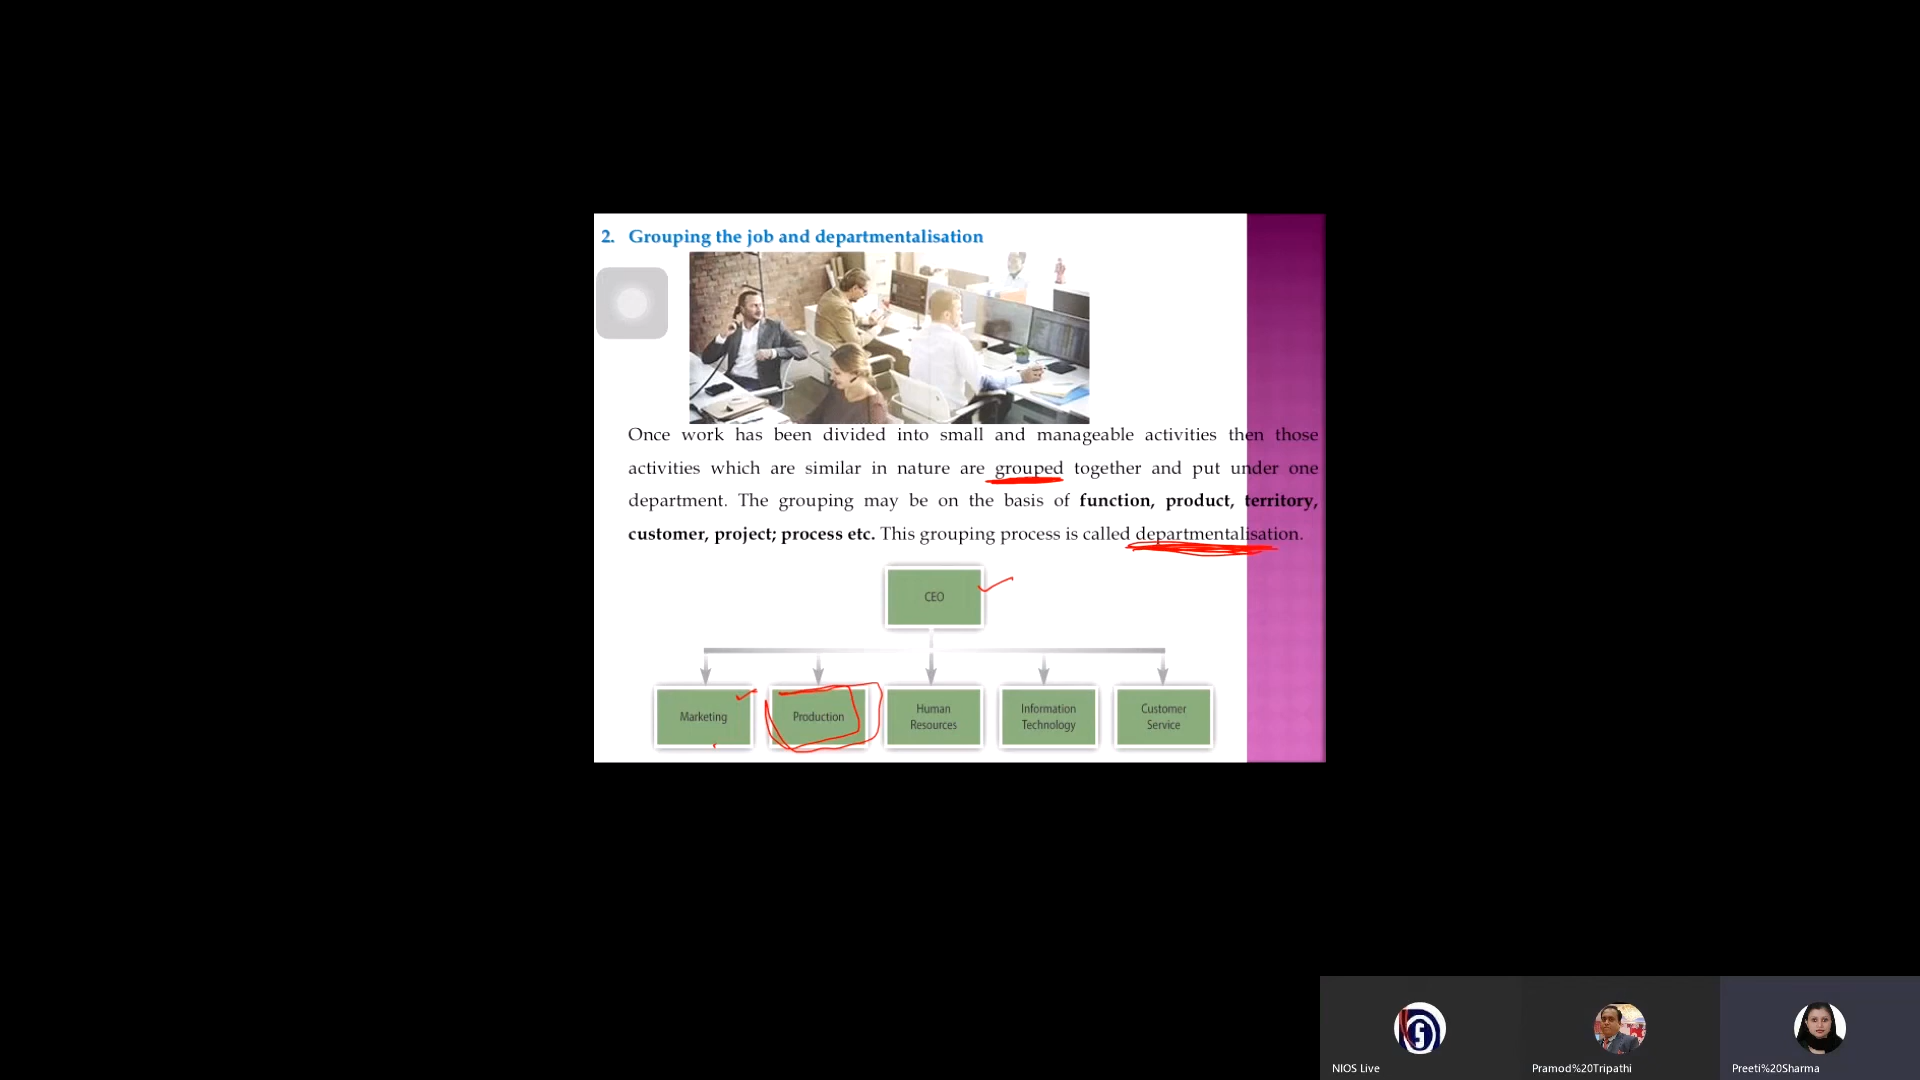 2. Grouping the job and departmentalisation
Once work has been divided into small and manageable activities then those
activities which are similar in nature are grouped together and put under one
department. The grouping may be on the basis of function, product, territory,
customer, project; process etc. This grouping process is called departmentalisation.
CEO
Marketing
Production
Human
Resources
Information
Technology
Customer
Service
NIOS Live
Pramod%20Tripathi
Preeti%20Sharma